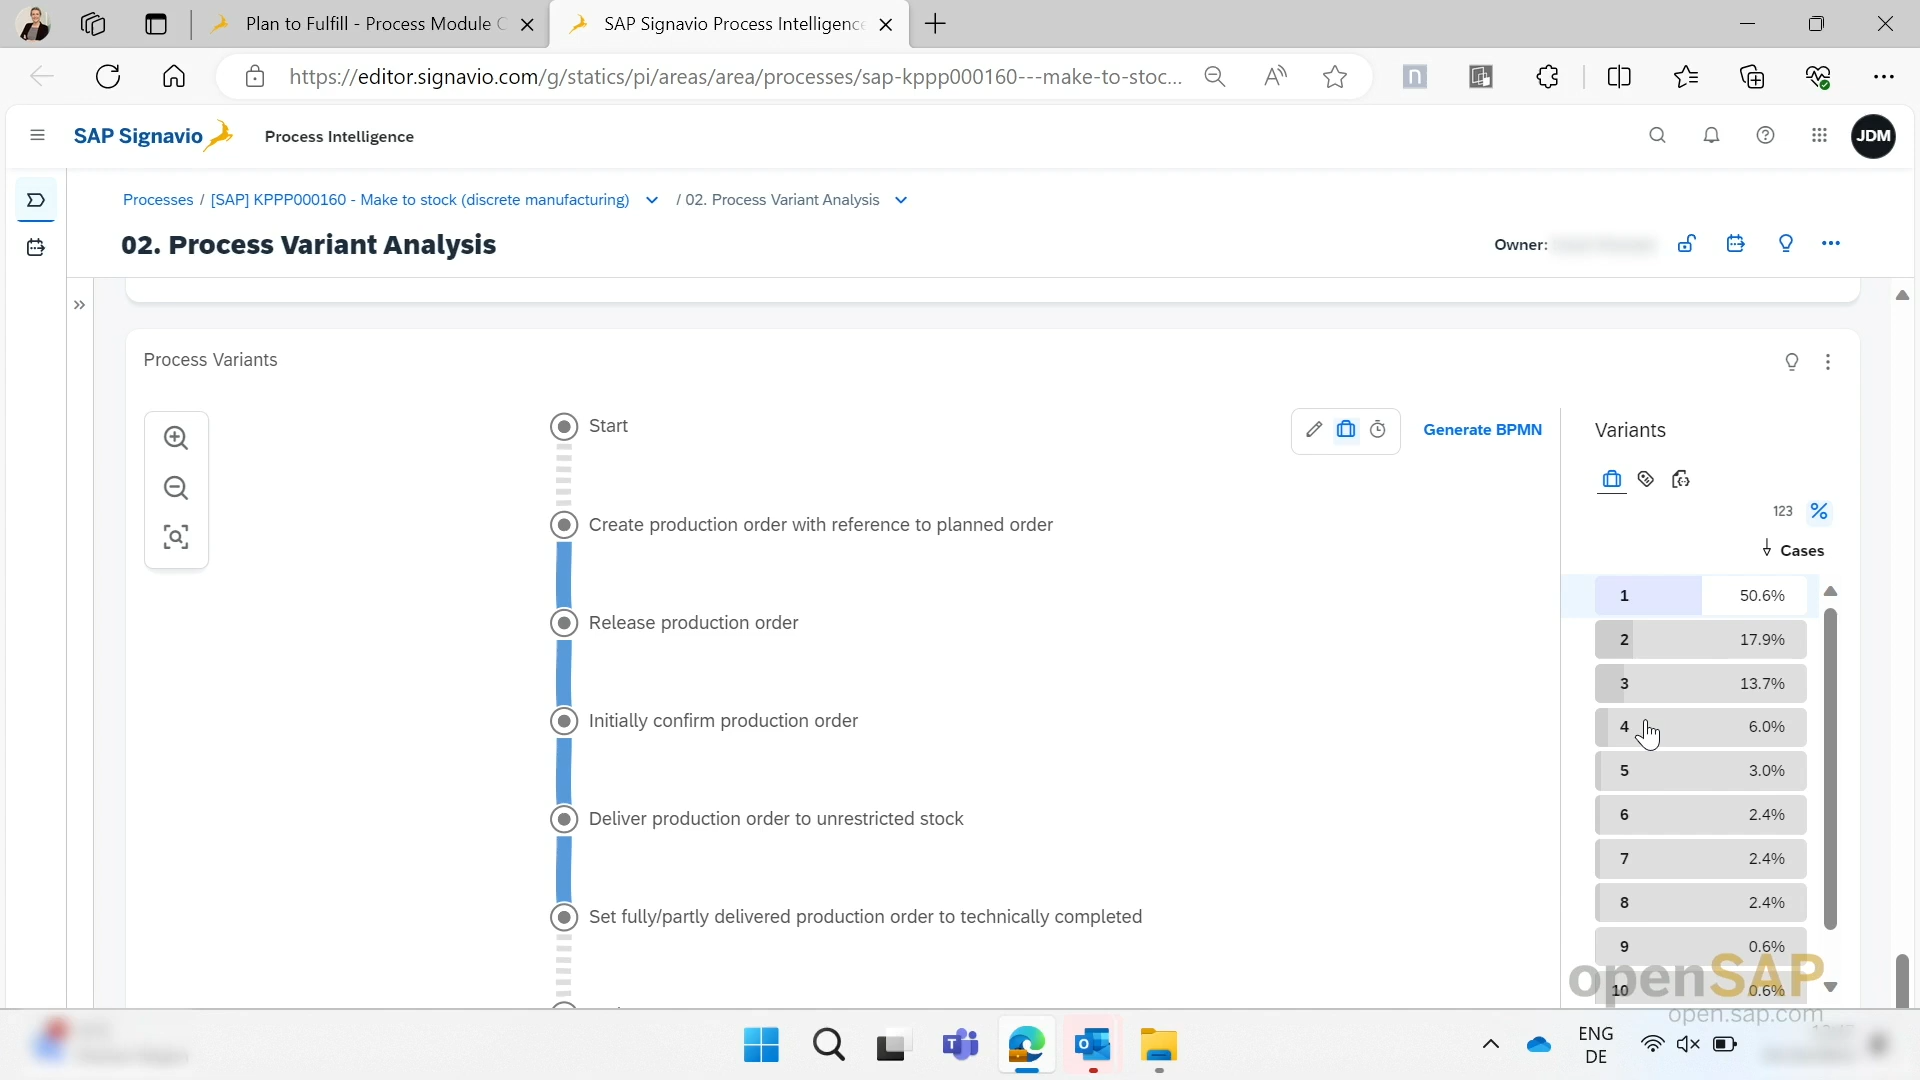 Plan to Fulfill - Process Module C
SAP Signavio Process Intelligence
https://editor.signavio.com/g/statics/pi/areas/area/processes/sap-kppp000160---make-to-stoc...
SAP Signavio
Process Intelligence
JDM
Processes / [SAP] KPPP000160 - Make to stock (discrete manufacturing) / 02. Process Variant Analysis
02. Process Variant Analysis
Owner:
Process Variants
Start
Create production order with reference to planned order
Release production order
Initially confirm production order
Deliver production order to unrestricted stock
Set fully/partly delivered production order to technically completed
Generate BPMN
Variants
123 %
Cases
1 50.6%
2 17.9%
3 13.7%
4 6.0%
5 3.0%
6 2.4%
7 2.4%
8 2.4%
9 0.6%
10 0.6%
openSAP
open.sap.com
ENG
DE